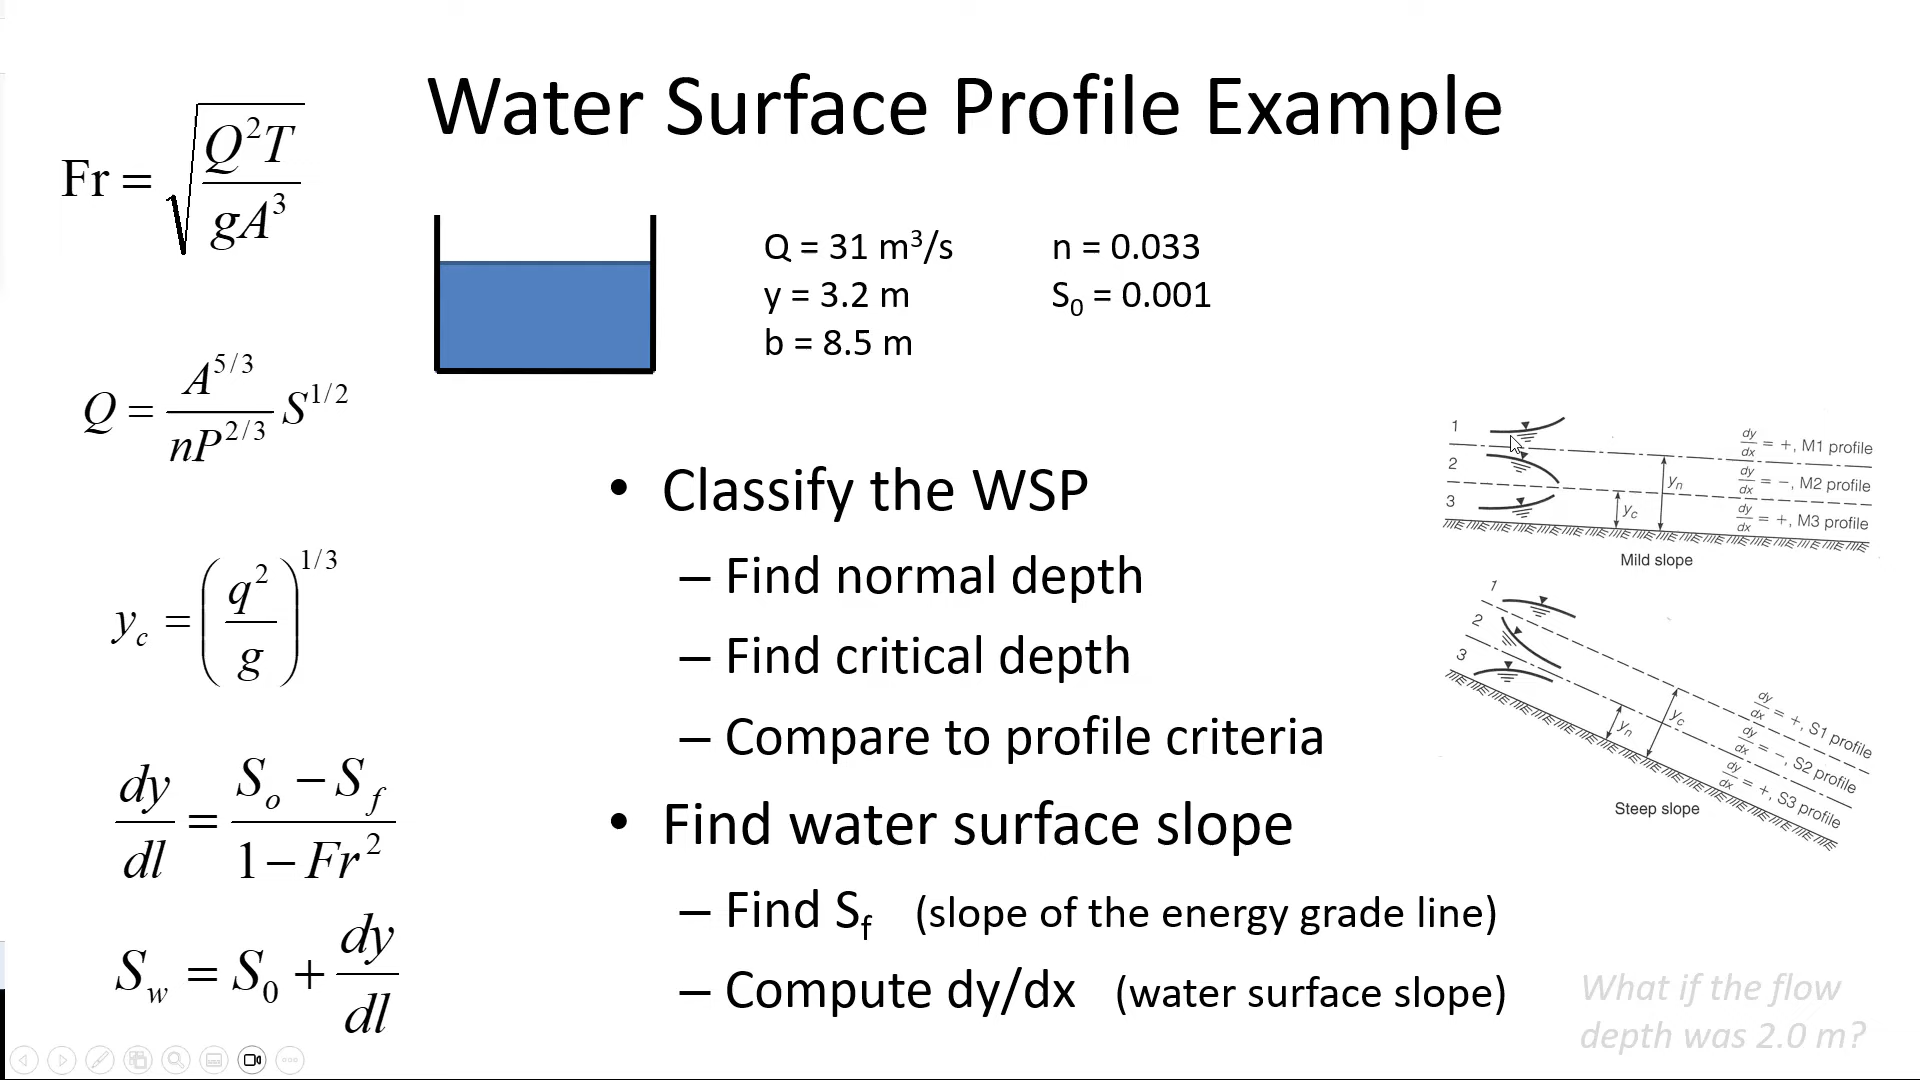 Water Surface Profile Example
Fr = √(Q²T / gA³)
Q = A^{5/3} / nP^{2/3} S^{1/2}
y_c = (q² / g)^{1/3}
dy/dl = (S_o − S_f) / (1 − Fr²)
S_w = S_0 + dy/dl
Q = 31 m³/s
y = 3.2 m
b = 8.5 m
n = 0.033
S₀ = 0.001
• Classify the WSP
– Find normal depth
– Find critical depth
– Compare to profile criteria
• Find water surface slope
– Find S_f (slope of the energy grade line)
– Compute dy/dx (water surface slope)
1
2
3
y_c
y_n
dy/dx = +, M1 profile
dy/dx = −, M2 profile
dy/dx = +, M3 profile
Mild slope
1
2
3
y_n
y_c
dy/dx = +, S1 profile
dy/dx = −, S2 profile
dy/dx = +, S3 profile
Steep slope
What if the flow
depth was 2.0 m?